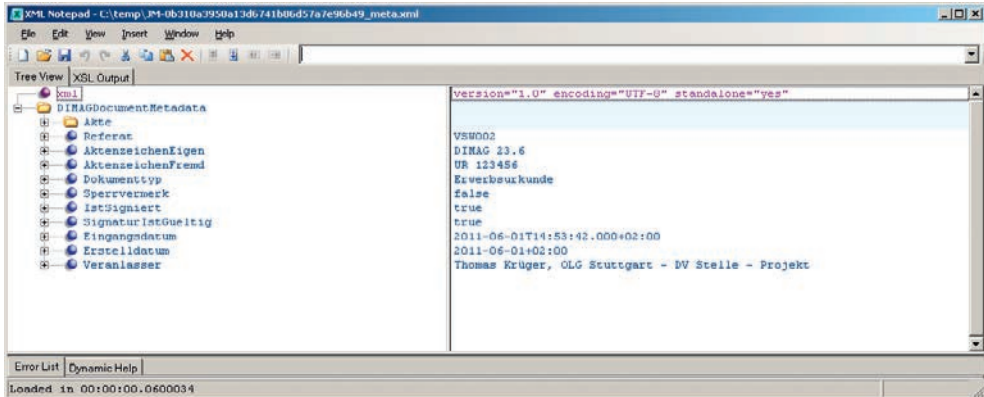 XML Notepad - C:\temp\JM-0b310a3950a13d6741b86d57a7e96b49_meta.xml
File Edit View Insert Window Help
Tree View XSL Output
xml version="1.0" encoding="UTF-8" standalone="yes"
DIMAGDocumentMetadata
Akte
Referat VSW002
AktenzeichenEigen DIMAG 23.6
AktenzeichenFremd UR 123456
Dokumenttyp Erwerbsurkunde
Sperrvermerk false
IstSigniert true
SignaturIstGueltig true
Eingangsdatum 2011-06-01T14:53:42.000+02:00
Erstelldatum 2011-06-01+02:00
Veranlasser Thomas Krüger, OLG Stuttgart - DV Stelle - Projekt
Error List Dynamic Help
Loaded in 00:00:00.0600034